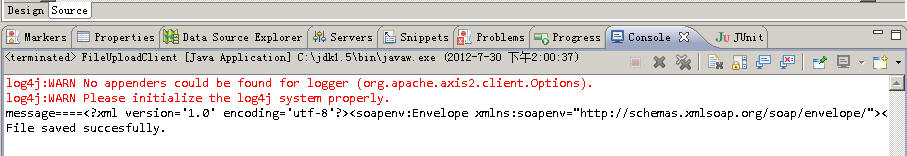 Design Source
Markers Properties Data Source Explorer Servers Snippets Problems Progress Console JUnit
<terminated> FileUploadClient [Java Application] C:\jdk1.5\bin\javaw.exe (2012-7-30 下午2:00:37)
log4j:WARN No appenders could be found for logger (org.apache.axis2.client.Options).
log4j:WARN Please initialize the log4j system properly.
message====<?xml version='1.0' encoding='utf-8'?><soapenv:Envelope xmlns:soapenv="http://schemas.xmlsoap.org/soap/envelope/"><
File saved succesfully.